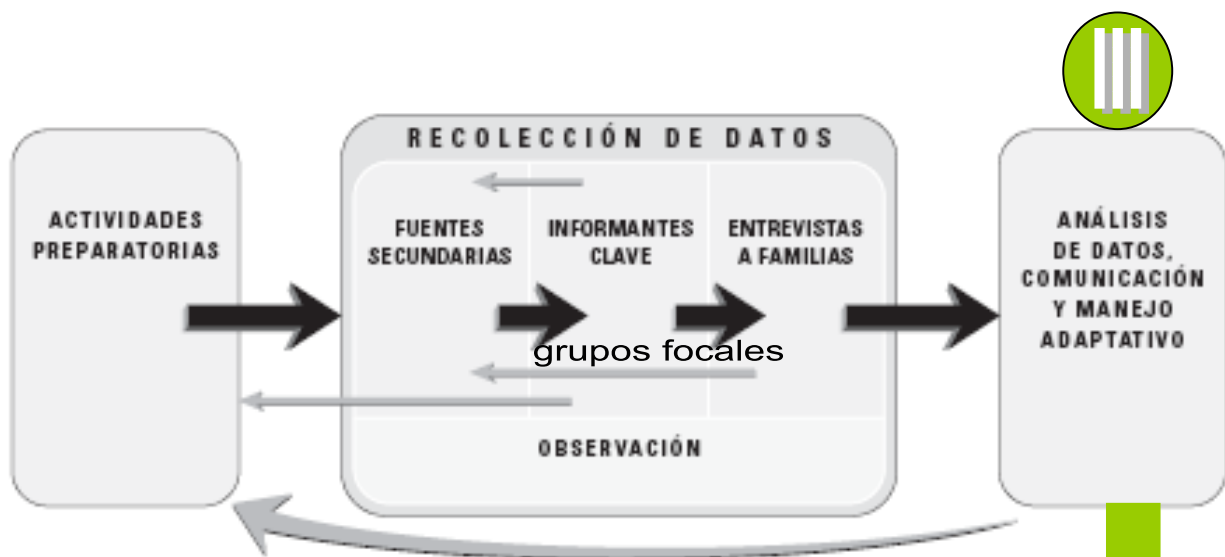 RECOLECCIÓN DE DATOS
ACTIVIDADES
PREPARATORIAS
FUENTES
SECUNDARIAS
INFORMANTES
CLAVE
ENTREVISTAS
A FAMILIAS
grupos focales
OBSERVACIÓN
ANÁLISIS
DE DATOS,
COMUNICACIÓN
Y MANEJO
ADAPTATIVO